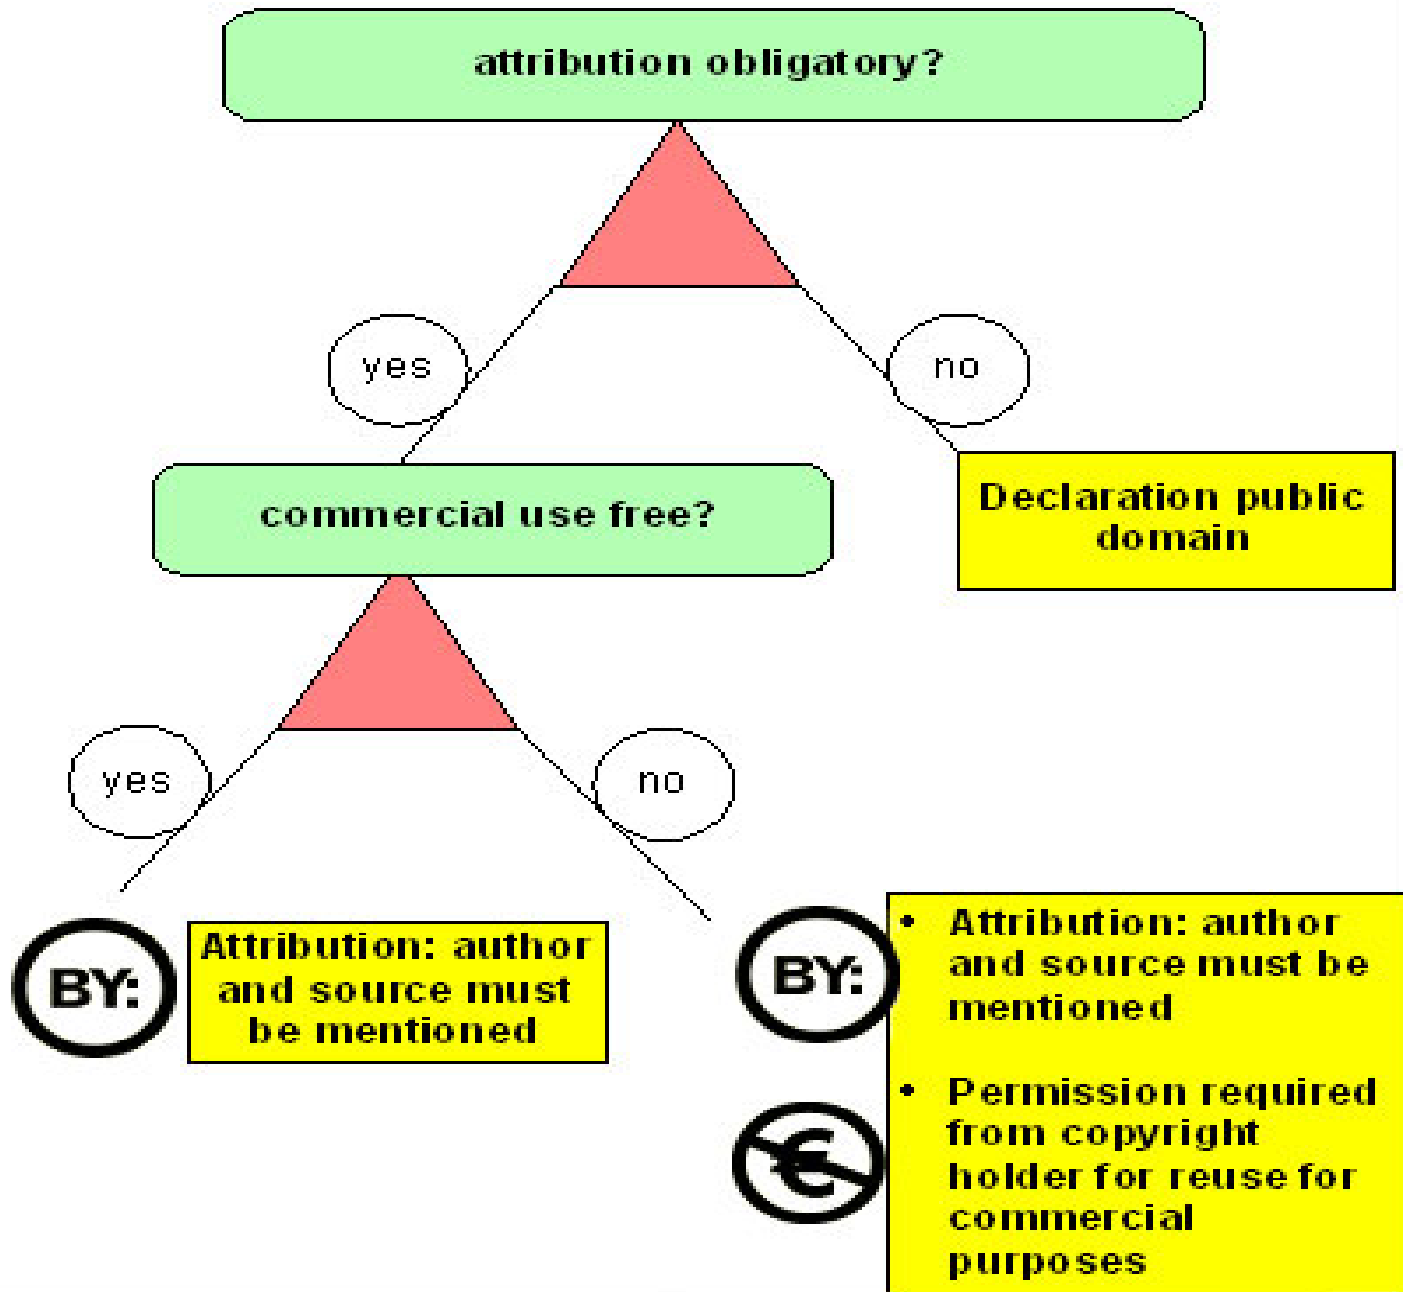 attribution obligatory?
yes
no
Declaration public
domain
commercial use free?
yes
no
BY:
Attribution: author
and source must
be mentioned
BY:
• Attribution: author
and source must be
mentioned
€
• Permission required
from copyright
holder for reuse for
commercial
purposes